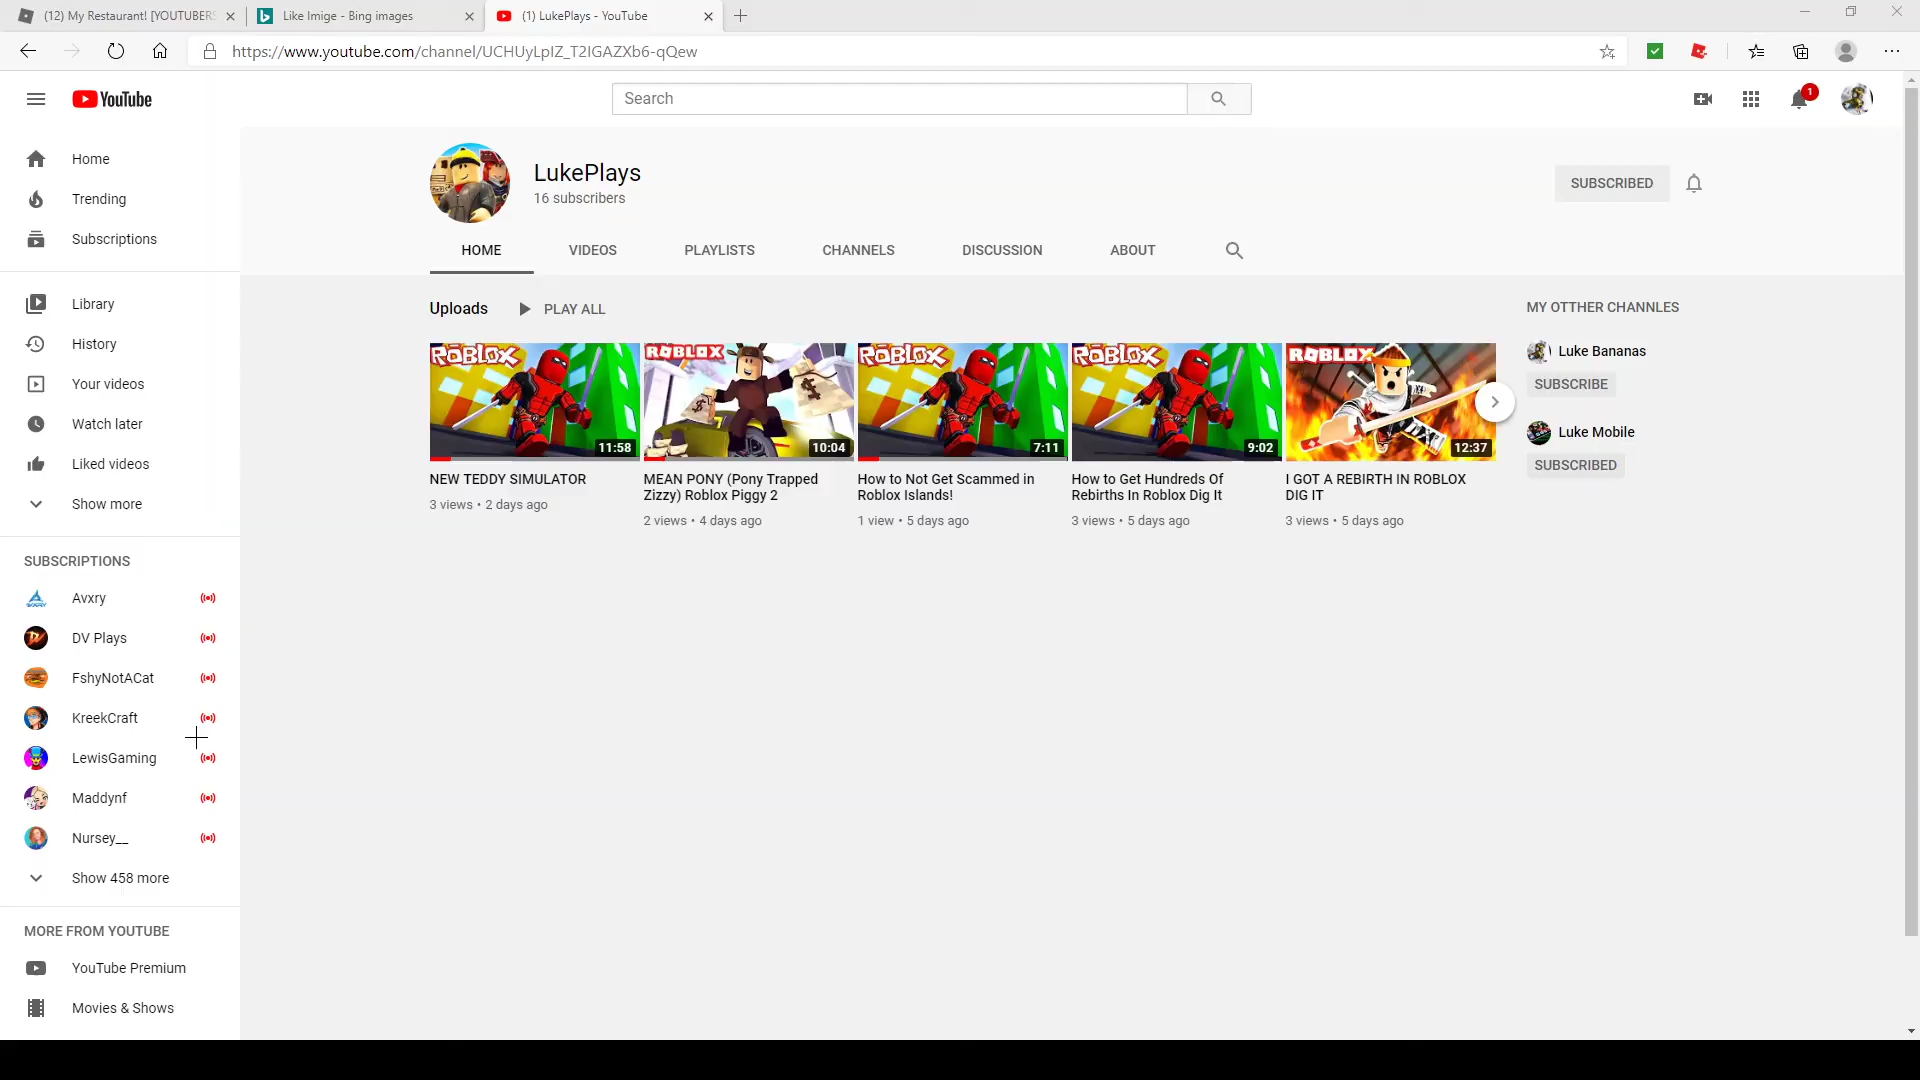 (12) My Restaurant! [YOUTUBERS
Like Imige - Bing images
(1) LukePlays - YouTube
https://www.youtube.com/channel/UCHUyLpIZ_T2IGAZXb6-qQew
YouTube
Search
1
Home
Trending
Subscriptions
Library
History
Your videos
Watch later
Liked videos
Show more
SUBSCRIPTIONS
Avxry
DV Plays
FshyNotACat
KreekCraft
LewisGaming
Maddynf
Nursey__
Show 458 more
MORE FROM YOUTUBE
YouTube Premium
Movies & Shows
LukePlays
16 subscribers
SUBSCRIBED
HOME VIDEOS PLAYLISTS CHANNELS DISCUSSION ABOUT
Uploads PLAY ALL
ROBLOX
11:58
NEW TEDDY SIMULATOR
3 views • 2 days ago
ROBLOX
10:04
MEAN PONY (Pony Trapped
Zizzy) Roblox Piggy 2
2 views • 4 days ago
ROBLOX
7:11
How to Not Get Scammed in
Roblox Islands!
1 view • 5 days ago
ROBLOX
9:02
How to Get Hundreds Of
Rebirths In Roblox Dig It
3 views • 5 days ago
ROBLOX
12:37
I GOT A REBIRTH IN ROBLOX
DIG IT
3 views • 5 days ago
MY OTTHER CHANNLES
Luke Bananas
SUBSCRIBE
Luke Mobile
SUBSCRIBED